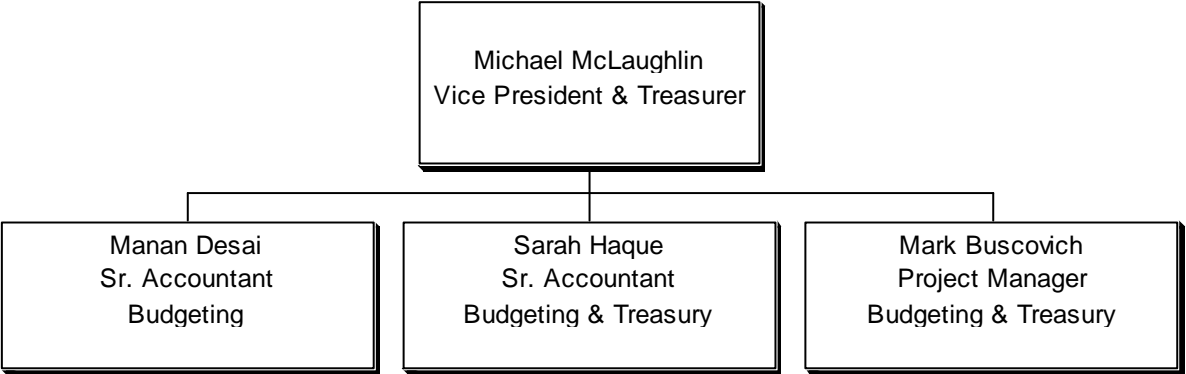 Michael McLaughlin
Vice President & Treasurer
Manan Desai
Sr. Accountant
Budgeting
Sarah Haque
Sr. Accountant
Budgeting & Treasury
Mark Buscovich
Project Manager
Budgeting & Treasury